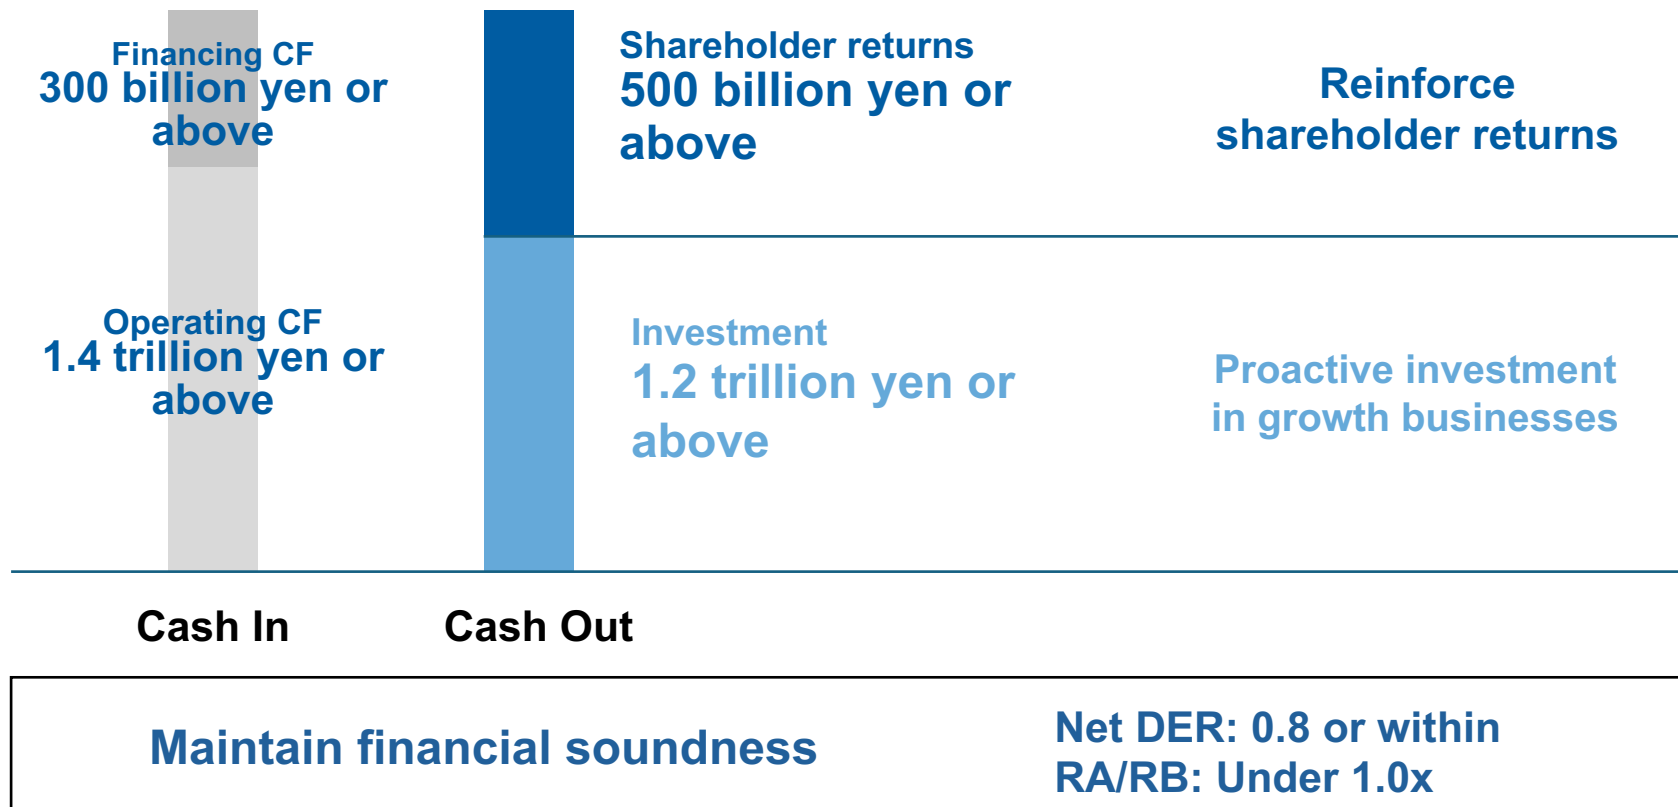 Financing CF
300 billion yen or
above
Shareholder returns
500 billion yen or
above
Reinforce
shareholder returns
Operating CF
1.4 trillion yen or
above
Investment
1.2 trillion yen or
above
Proactive investment
in growth businesses
Cash In
Cash Out
Maintain financial soundness
Net DER: 0.8 or within
RA/RB: Under 1.0x